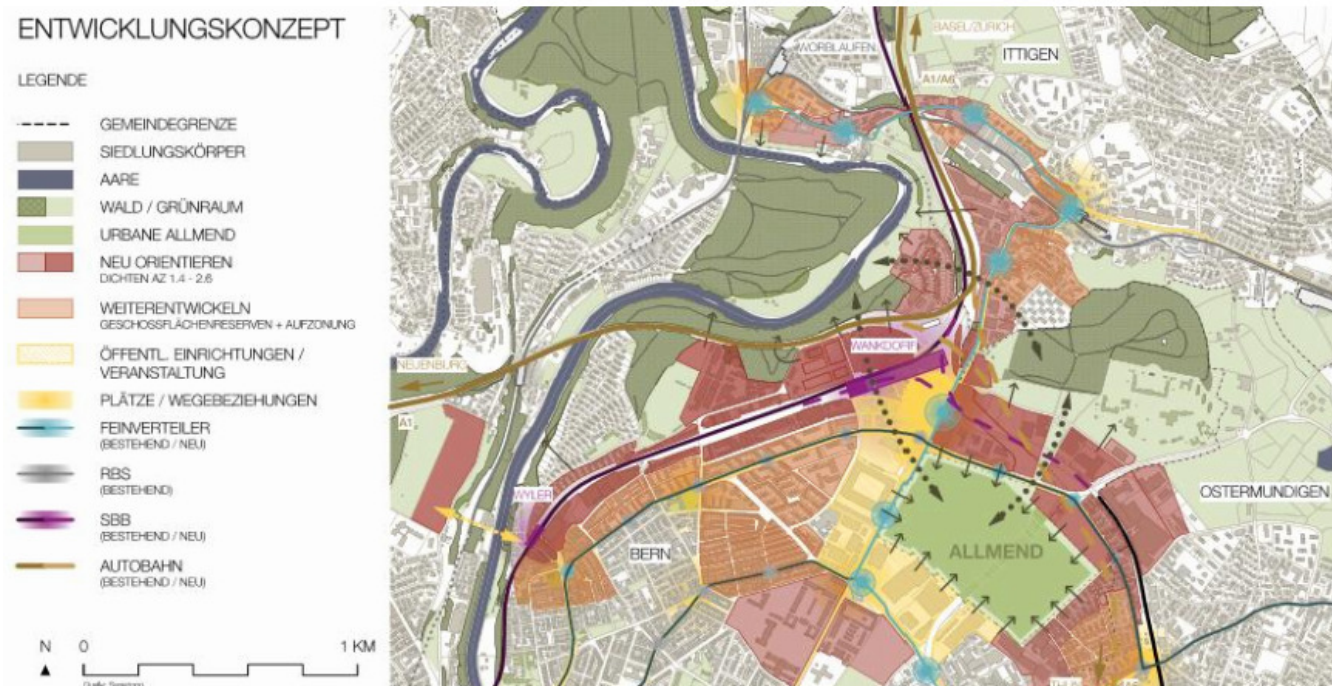 ENTWICKLUNGSKONZEPT
LEGENDE
GEMEINDEGRENZE
SIEDLUNGSKÖRPER
AARE
WALD / GRÜNRAUM
URBANE ALLMEND
NEU ORIENTIEREN
DICHTEN AZ 1.4 - 2.6
WEITERENTWICKELN
GESCHOSSFLÄCHENRESERVEN + AUFZONUNG
ÖFFENTL. EINRICHTUNGEN /
VERANSTALTUNG
PLÄTZE / WEGEBEZIEHUNGEN
FEINVERTEILER
(BESTEHEND / NEU)
RBS
(BESTEHEND)
SBB
(BESTEHEND / NEU)
AUTOBAHN
(BESTEHEND / NEU)
N 0 1 KM
BASEL/ZÜRICH
WORBLAUFEN
ITTIGEN
A1/A6
WANKDORF
NEUENBURG
A1
WYLER
OSTERMUNDIGEN
BERN
ALLMEND